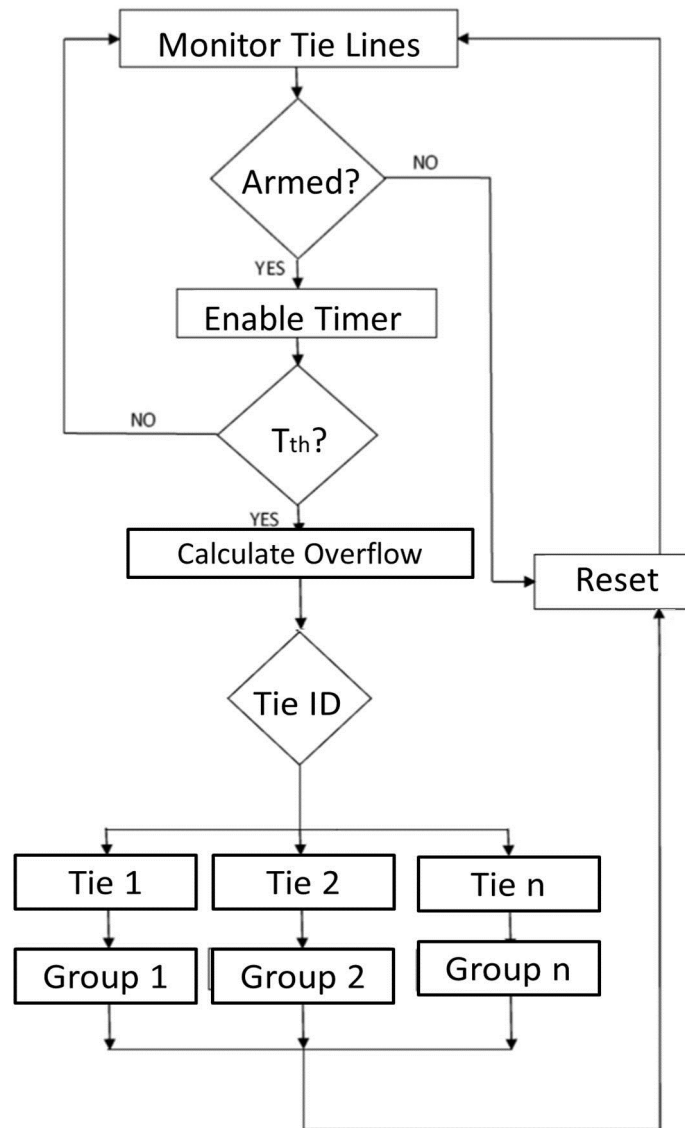 Monitor Tie Lines
Armed?
NO
YES
Enable Timer
NO
Tth?
YES
Calculate Overflow
Reset
Tie ID
Tie 1
Tie 2
Tie n
Group 1
Group 2
Group n